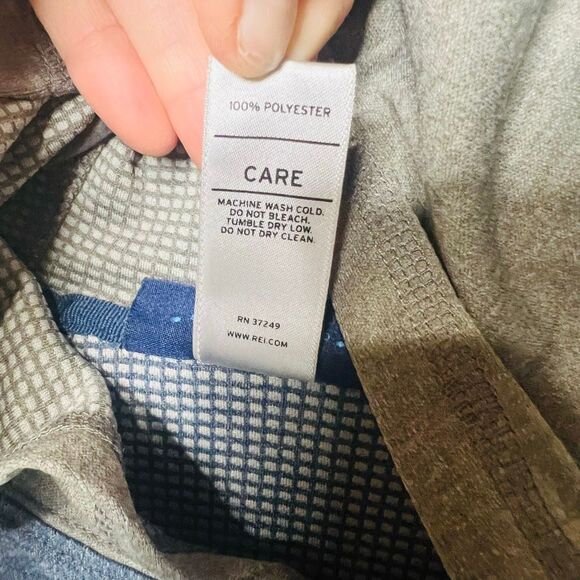 100% POLYESTER
CARE
MACHINE WASH COLD.
DO NOT BLEACH.
TUMBLE DRY LOW.
DO NOT DRY CLEAN.
RN 37249
WWW.REI.COM